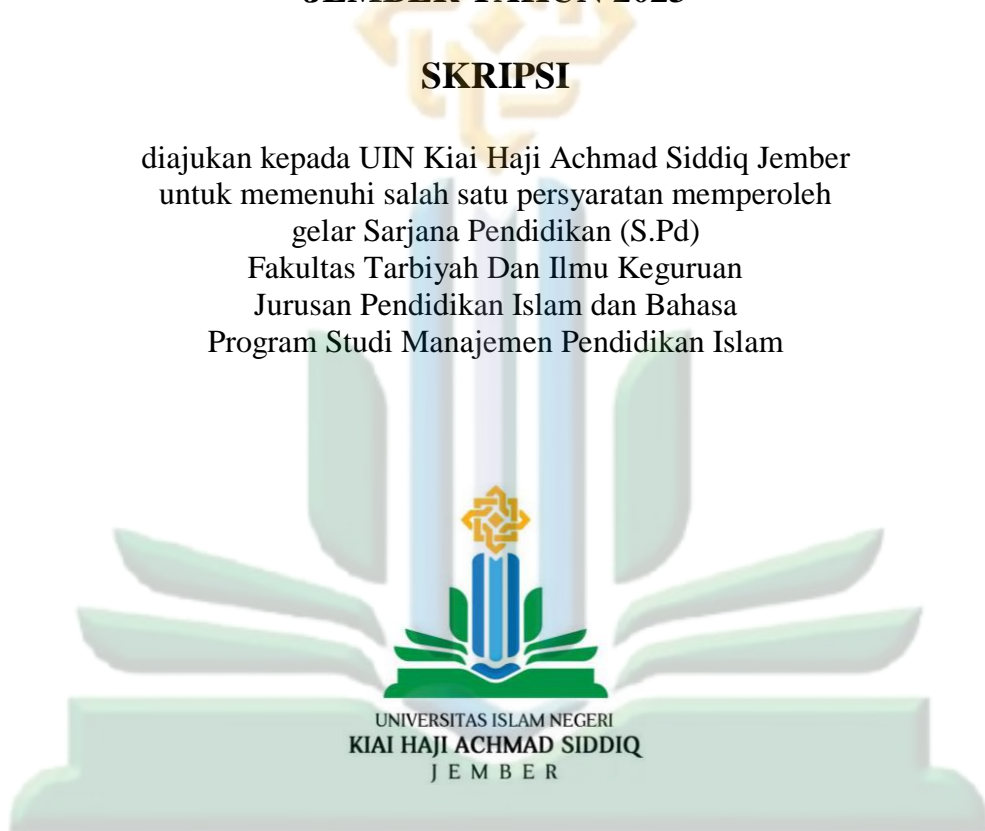 JEMBER TAHUN
SKRIPSI
diajukan kepada UIN Kiai Haji Achmad Siddiq Jember
untuk memenuhi salah satu persyaratan memperoleh
gelar Sarjana Pendidikan (S.Pd)
Fakultas Tarbiyah Dan Ilmu Keguruan
Jurusan Pendidikan Islam dan Bahasa
Program Studi Manajemen Pendidikan Islam
UNIVERSITAS ISLAM NEGERI
KIAI HAJI ACHMAD SIDDIQ
JEMBER